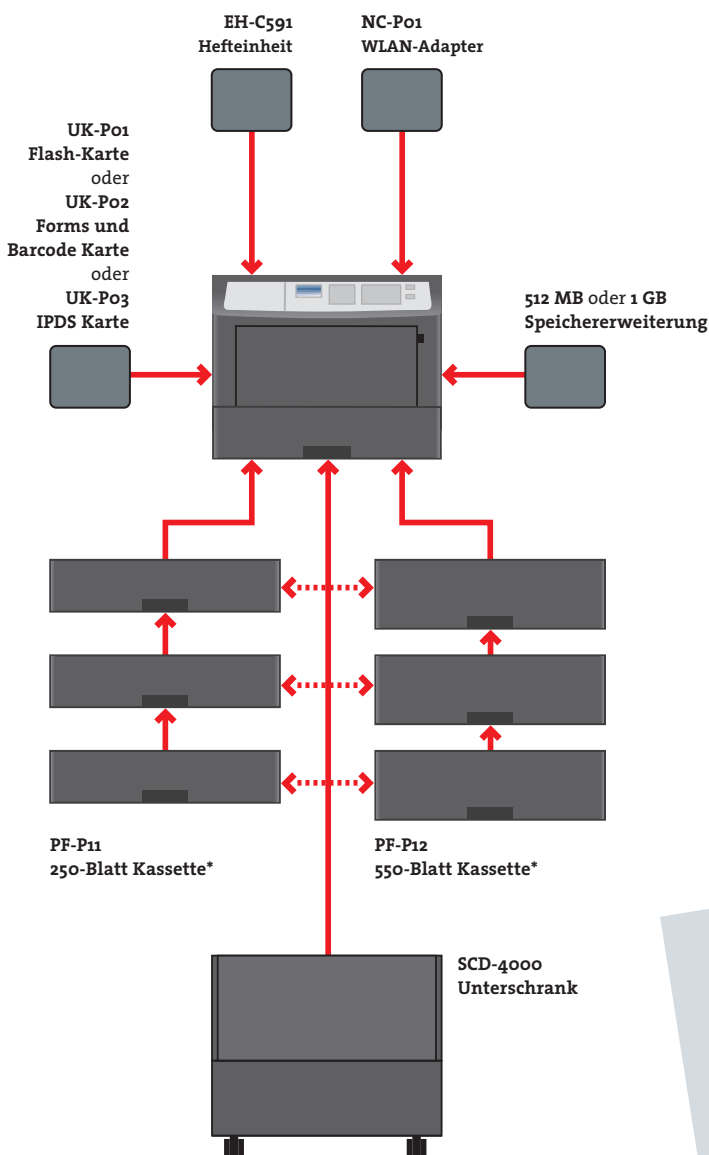 EH-C591
Hefteinheit
NC-P01
WLAN-Adapter
UK-P01
Flash-Karte
oder
UK-P02
Forms und
Barcode Karte
oder
UK-P03
IPDS Karte
512 MB oder 1 GB
Speichererweiterung
PF-P11
250-Blatt Kassette*
PF-P12
550-Blatt Kassette*
SCD-4000
Unterschrank